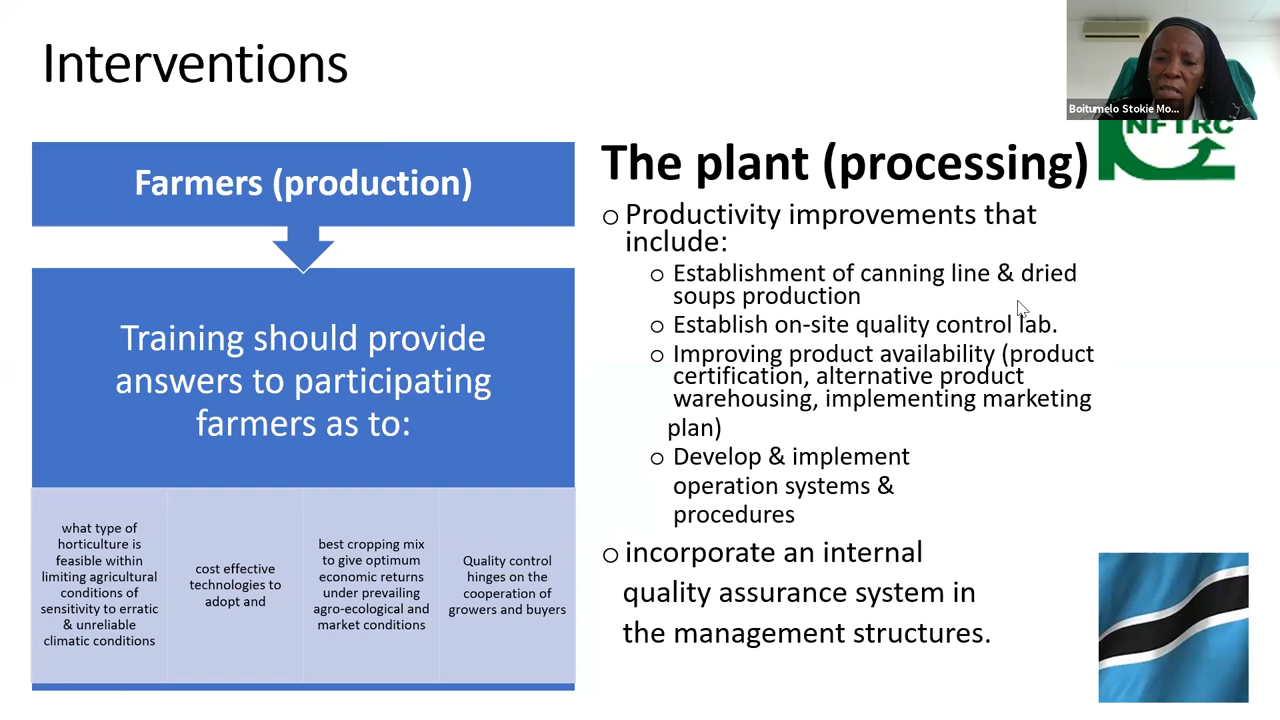 Interventions
Boitumelo Stokie Mo...
NFTRC
Farmers (production)
Training should provide
answers to participating
farmers as to:
what type of
horticulture is
feasible within
limiting agricultural
conditions of
sensitivity to erratic
& unreliable
climatic conditions
cost effective
technologies to
adopt and
best cropping mix
to give optimum
economic returns
under prevailing
agro-ecological and
market conditions
Quality control
hinges on the
cooperation of
growers and buyers
The plant (processing)
Productivity improvements that
include:
Establishment of canning line & dried
soups production
Establish on-site quality control lab.
Improving product availability (product
certification, alternative product
warehousing, implementing marketing
plan)
Develop & implement
operation systems &
procedures
incorporate an internal
quality assurance system in
the management structures.